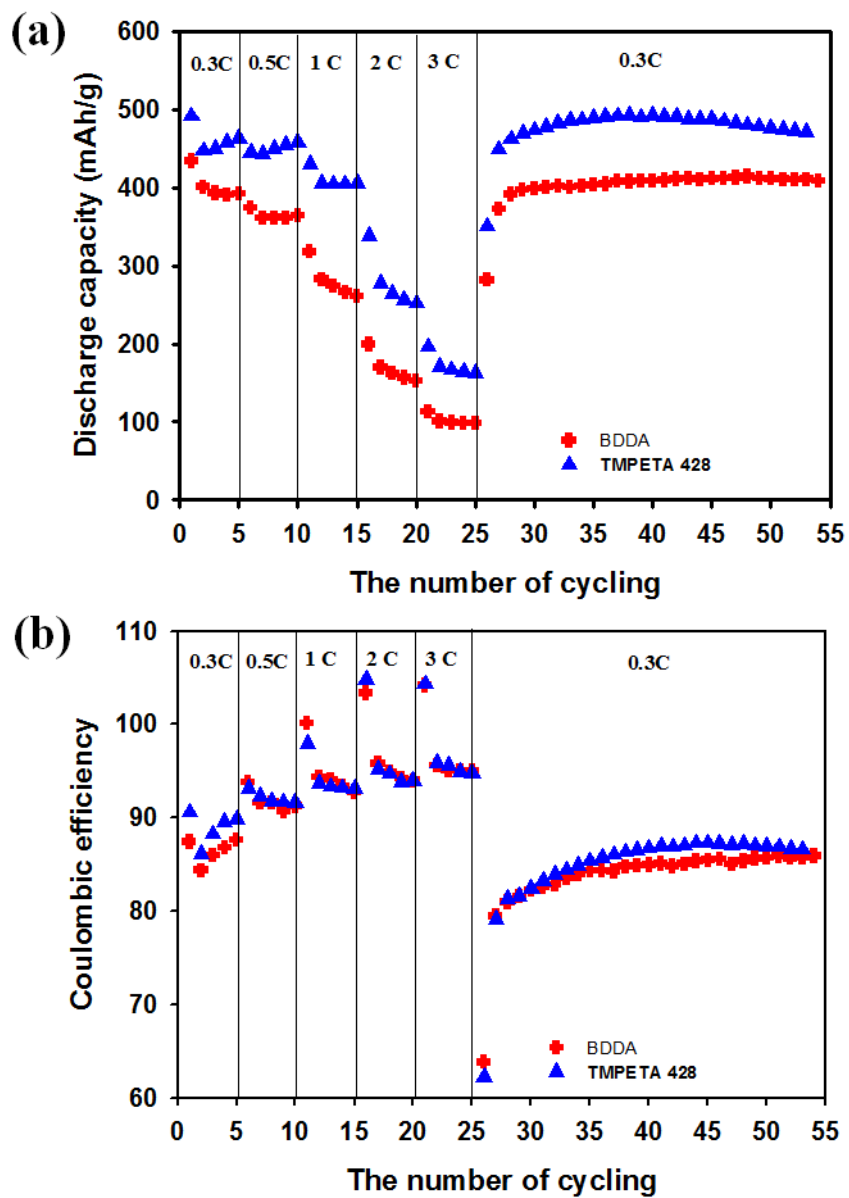 (a)
Discharge capacity (mAh/g)
600
500
400
300
200
100
0
0.3C 0.5C 1 C 2 C 3 C 0.3C
BDDA
TMPETA 428
0 5 10 15 20 25 30 35 40 45 50 55
The number of cycling
(b)
Coulombic efficiency
110
100
90
80
70
60
0.3C 0.5C 1 C 2 C 3 C 0.3C
BDDA
TMPETA 428
0 5 10 15 20 25 30 35 40 45 50 55
The number of cycling